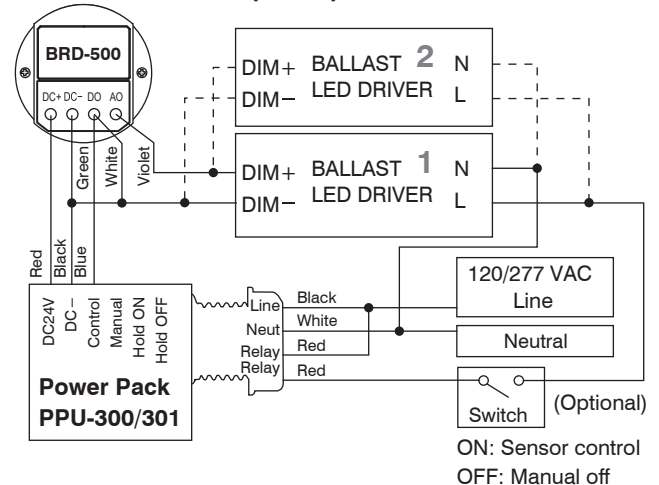 BRD-500
DC+ DC− DO AO
Green
White
Violet
Red
Black
Blue
DIM+ BALLAST 2 N
DIM− LED DRIVER L
DIM+ BALLAST 1 N
DIM− LED DRIVER L
DC24V
DC −
Control
Manual
Hold ON
Hold OFF
Power Pack
PPU-300/301
Line Black
Neut White
Relay Red
Relay Red
120/277 VAC
Line
Neutral
Switch (Optional)
ON: Sensor control
OFF: Manual off